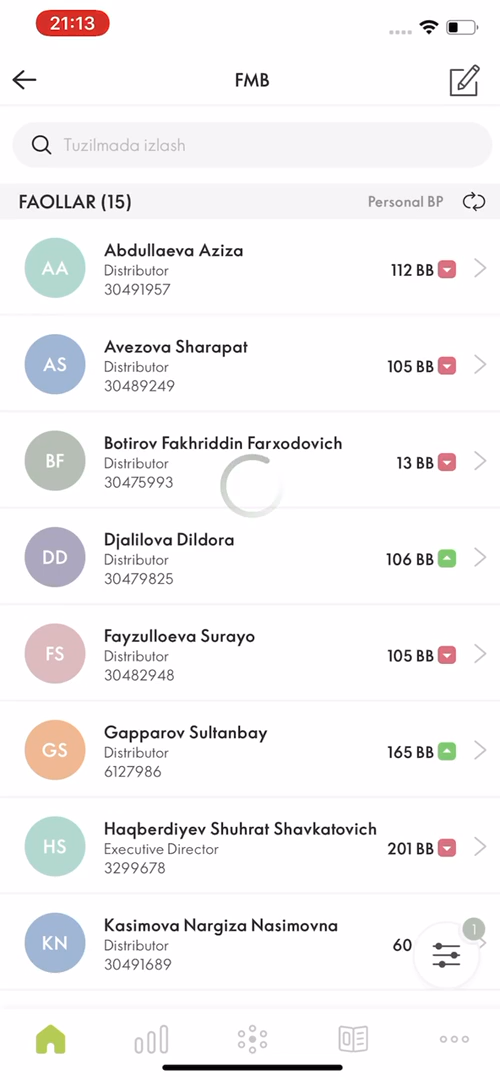 21:13
FMB
Tuzilmada izlash
FAOLLAR (15)
Personal BP
AA
Abdullaeva Aziza
Distributor
30491957
112 BB
AS
Avezova Sharapat
Distributor
30489249
105 BB
BF
Botirov Fakhriddin Farxodovich
Distributor
30475993
13 BB
DD
Djalilova Dildora
Distributor
30479825
106 BB
FS
Fayzulloeva Surayo
Distributor
30482948
105 BB
GS
Gapparov Sultanbay
Distributor
6127986
165 BB
HS
Haqberdiyev Shuhrat Shavkatovich
Executive Director
3299678
201 BB
KN
Kasimova Nargiza Nasimovna
Distributor
30491689
60
1